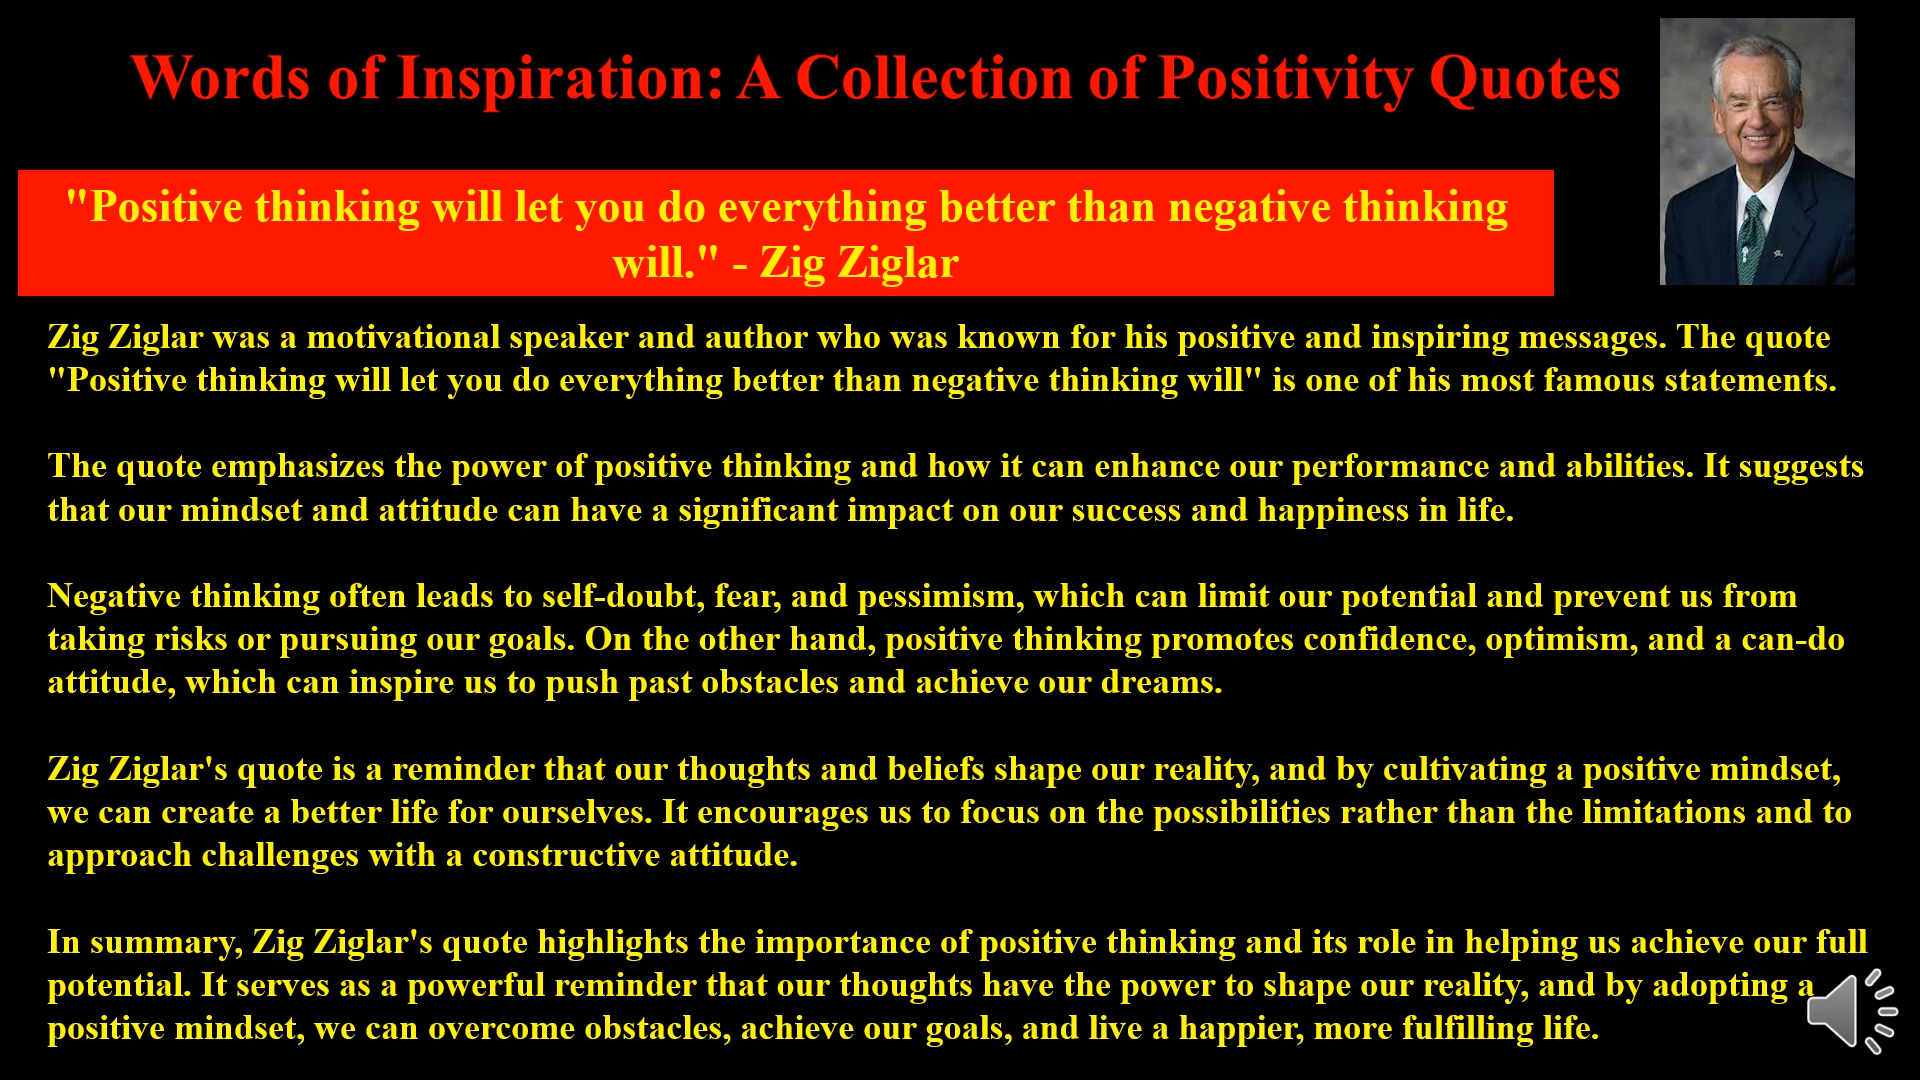 Words of Inspiration: A Collection of Positivity Quotes
"Positive thinking will let you do everything better than negative thinking
will." - Zig Ziglar
Zig Ziglar was a motivational speaker and author who was known for his positive and inspiring messages. The quote
"Positive thinking will let you do everything better than negative thinking will" is one of his most famous statements.
The quote emphasizes the power of positive thinking and how it can enhance our performance and abilities. It suggests
that our mindset and attitude can have a significant impact on our success and happiness in life.
Negative thinking often leads to self-doubt, fear, and pessimism, which can limit our potential and prevent us from
taking risks or pursuing our goals. On the other hand, positive thinking promotes confidence, optimism, and a can-do
attitude, which can inspire us to push past obstacles and achieve our dreams.
Zig Ziglar's quote is a reminder that our thoughts and beliefs shape our reality, and by cultivating a positive mindset,
we can create a better life for ourselves. It encourages us to focus on the possibilities rather than the limitations and to
approach challenges with a constructive attitude.
In summary, Zig Ziglar's quote highlights the importance of positive thinking and its role in helping us achieve our full
potential. It serves as a powerful reminder that our thoughts have the power to shape our reality, and by adopting a
positive mindset, we can overcome obstacles, achieve our goals, and live a happier, more fulfilling life.